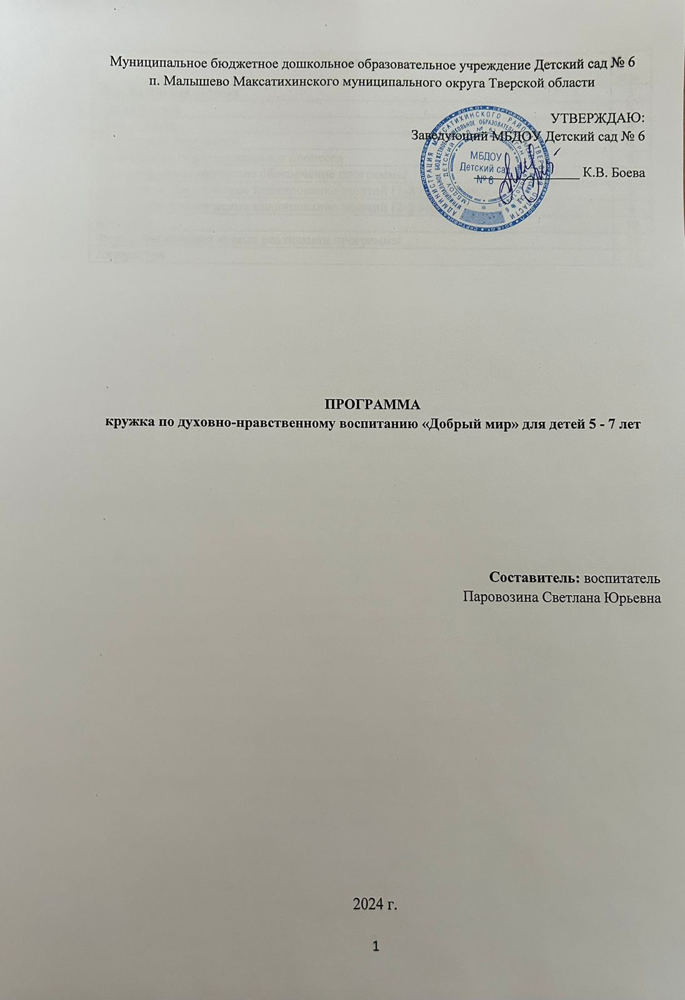 Муниципальное бюджетное дошкольное образовательное учреждение Детский сад № 6
п. Малышево Максатихинского муниципального округа Тверской области
УТВЕРЖДАЮ:
Заведующий МБДОУ Детский сад № 6
МБДОУ
Детский сад
№ 6
К.В. Боева
ПРОГРАММА
кружка по духовно-нравственному воспитанию «Добрый мир» для детей 5 - 7 лет
Составитель: воспитатель
Паровозина Светлана Юрьевна
2024 г.
1